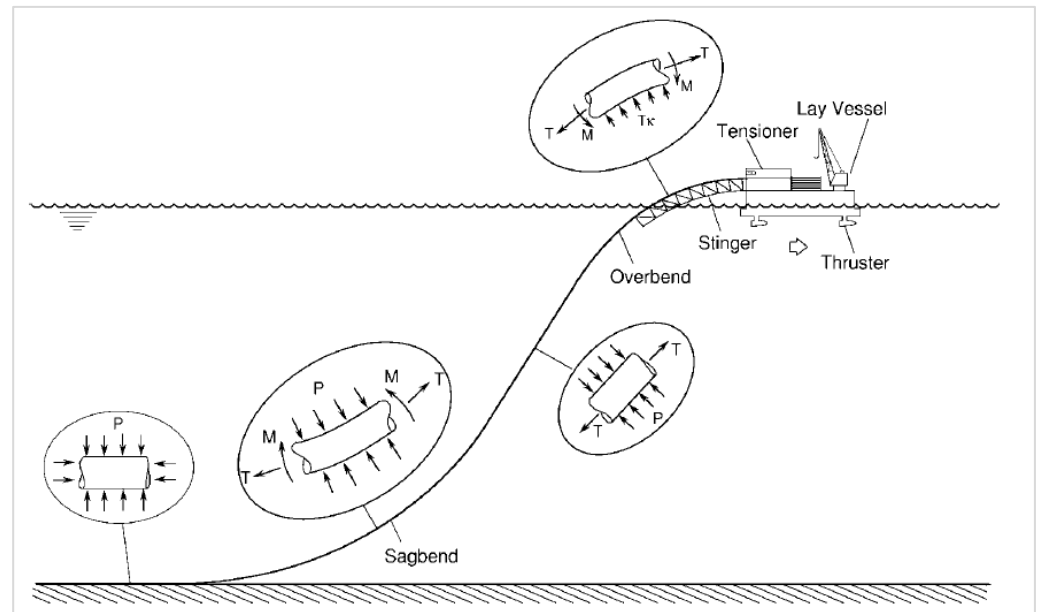 T
M
T
M
Tκ
Lay Vessel
Tensioner
Stinger
Thruster
Overbend
T
T
P
P
M
T
M
T
P
Sagbend